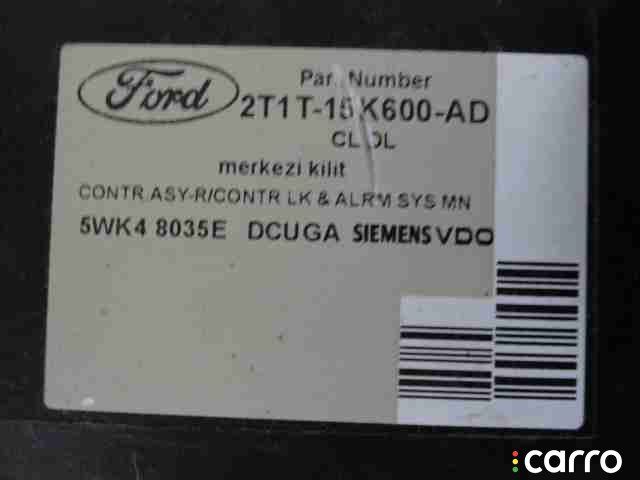 Ford
Part Number
2T1T-15K600-AD
merkezi kilit
CONTR.ASY-R/CONTR LK & ALRM SYS MN
5WK4 8035E DCUGA SIEMENS VDO
carro